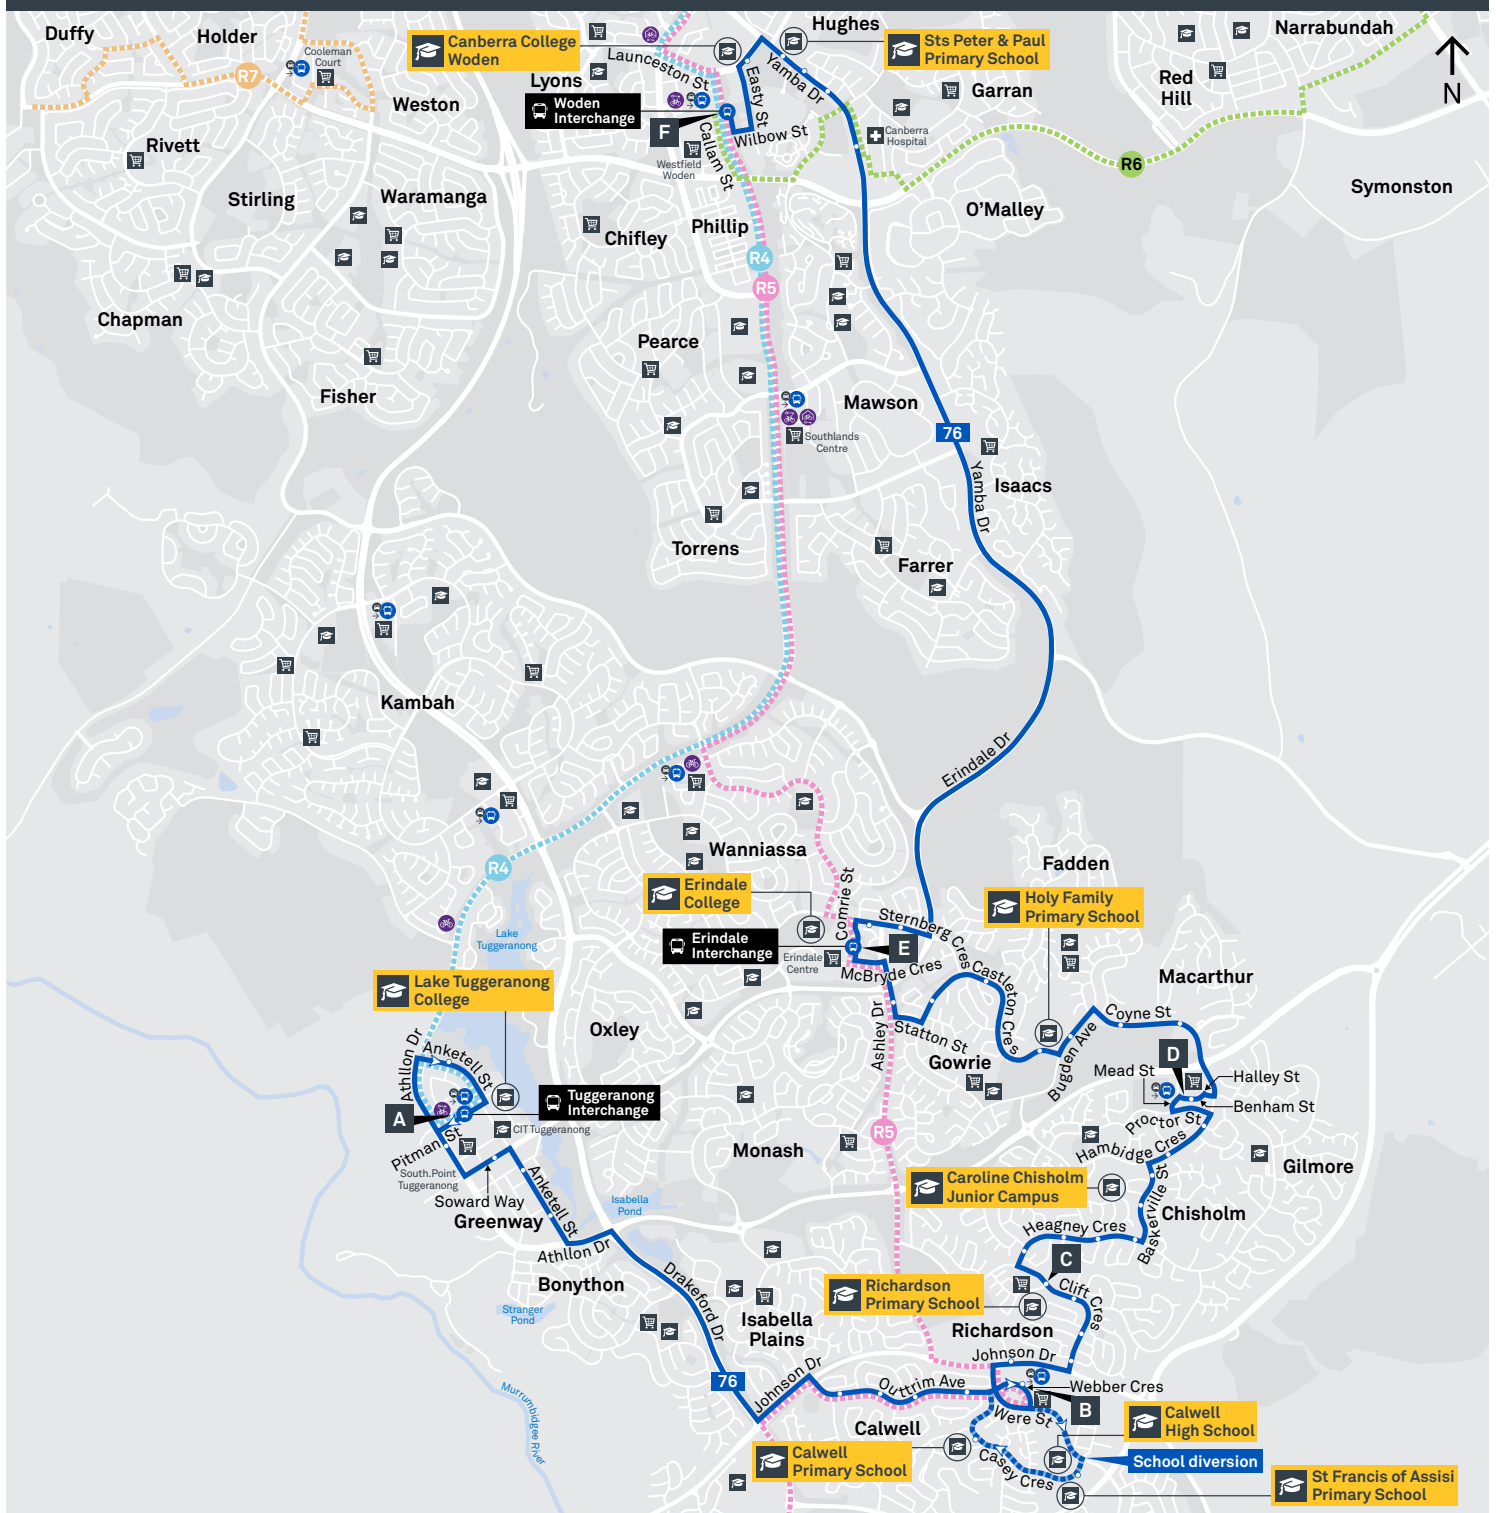 Duffy
Holder
Cooleman
Court
R7
Weston
Rivett
Stirling
Waramanga
Chapman
Fisher
Canberra College
Woden
Lyons
Launceston St
Woden
Interchange
F
Callam St
Easty St
Wilbow St
Yamba Dr
Westfield
Woden
Hughes
Sts Peter & Paul
Primary School
Garran
Canberra
Hospital
Red
Hill
Narrabundah
N
R6
Symonston
O'Malley
Chifley
Phillip
R4
R5
Pearce
Mawson
Southlands
Centre
76
Yamba Dr
Isaacs
Torrens
Farrer
Kambah
Erindale Dr
R4
Wanniassa
Fadden
Erindale
College
Comrie St
Sternberg Cres
Holy Family
Primary School
Erindale
Interchange
E
Erindale
Centre
McBryde Cres
Castleton Cres
Macarthur
Lake
Tuggeranong
Lake Tuggeranong
College
Oxley
Ashley Dr
Statton St
Gowrie
Bugden Ave
Coyne St
D
Mead St
Halley St
Benham St
Proctor St
Hambidge Cres
Gilmore
Athllon Dr
Anketell St
Tuggeranong
Interchange
A
CIT Tuggeranong
Pitman St
South.Point
Tuggeranong
Soward Way
Greenway
Anketell St
Athllon Dr
Isabella
Pond
Monash
R5
Caroline Chisholm
Junior Campus
Baskerville St
Chisholm
Heagney Cres
C
Clift Cres
Bonython
Stranger
Pond
Drakeford Dr
Isabella
Plains
Richardson
Primary School
Richardson
Johnson Dr
76
Johnson Dr
Outtrim Ave
Webber Cres
B
Were St
Calwell
Calwell
High School
Murrumbidgee
River
Calwell
Primary School
Casey Cres
School diversion
St Francis of Assisi
Primary School